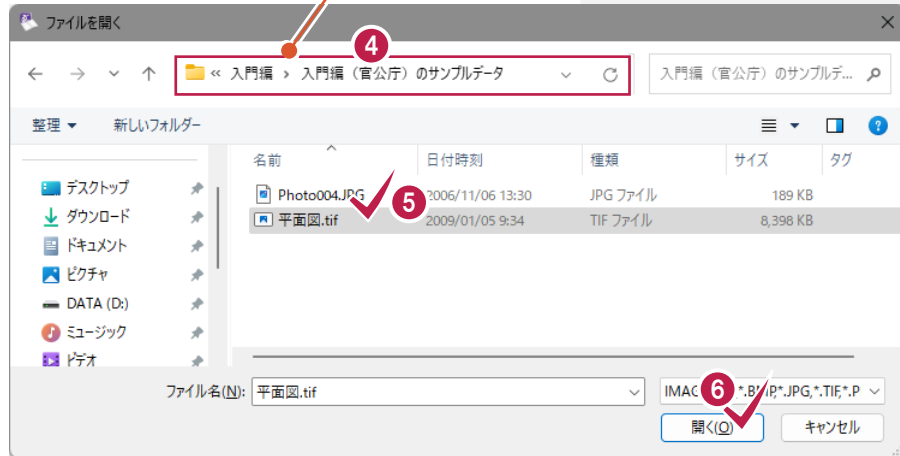 ファイルを開く
4
« 入門編 › 入門編（官公庁）のサンプルデータ
入門編（官公庁）のサンプルデ...
整理 新しいフォルダー
名前 日付時刻 種類 サイズ タグ
デスクトップ
ダウンロード
ドキュメント
ピクチャ
DATA (D:)
ミュージック
ビデオ
Photo004.JPG 2006/11/06 13:30 JPG ファイル 189 KB
5
平面図.tif 2009/01/05 9:34 TIF ファイル 8,398 KB
ファイル名(N): 平面図.tif
*.JPG,*.TIF,*.P
6
開く(O) キャンセル